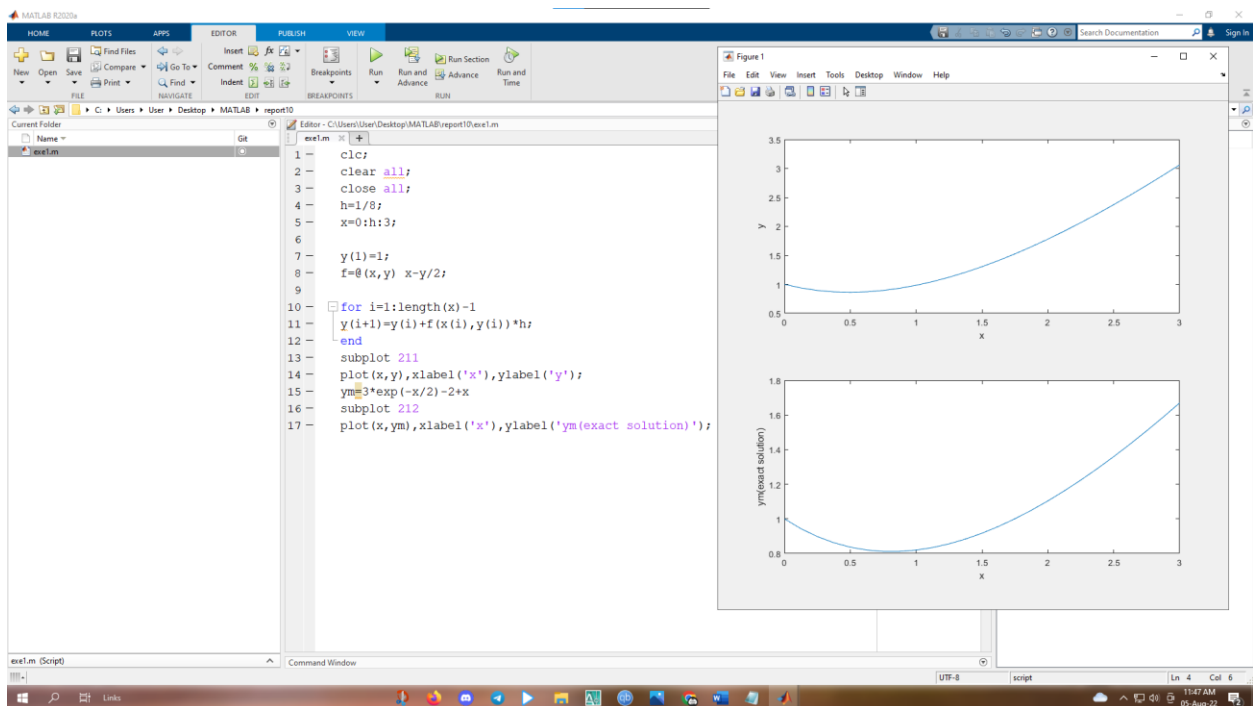 MATLAB R2020a
HOME PLOTS APPS EDITOR PUBLISH VIEW
Search Documentation Sign In
New Open Save Find Files Compare Print Go To Find Insert Comment Indent fx Breakpoints Run Run and Advance Run Section Advance Run and Time
FILE NAVIGATE EDIT BREAKPOINTS RUN
C: Users User Desktop MATLAB report10
Current Folder
Name Git
exe1.m
Editor - C:\Users\User\Desktop\MATLAB\report10\exe1.m
exe1.m
1 clc;
2 clear all;
3 close all;
4 h=1/8;
5 x=0:h:3;
6
7 y(1)=1;
8 f=@(x,y) x-y/2;
9
10 for i=1:length(x)-1
11 y(i+1)=y(i)+f(x(i),y(i))*h;
12 end
13 subplot 211
14 plot(x,y),xlabel('x'),ylabel('y');
15 ym=3*exp(-x/2)-2+x
16 subplot 212
17 plot(x,ym),xlabel('x'),ylabel('ym(exact solution)');
Figure 1
File Edit View Insert Tools Desktop Window Help
3.5
3
2.5
2
1.5
1
0.5
y
0 0.5 1 1.5 2 2.5 3
x
1.8
1.6
1.4
1.2
1
0.8
ym(exact solution)
0 0.5 1 1.5 2 2.5 3
x
exe1.m (Script)
Command Window
UTF-8 script Ln 4 Col 6
Links
11:47 AM
05-Aug-22